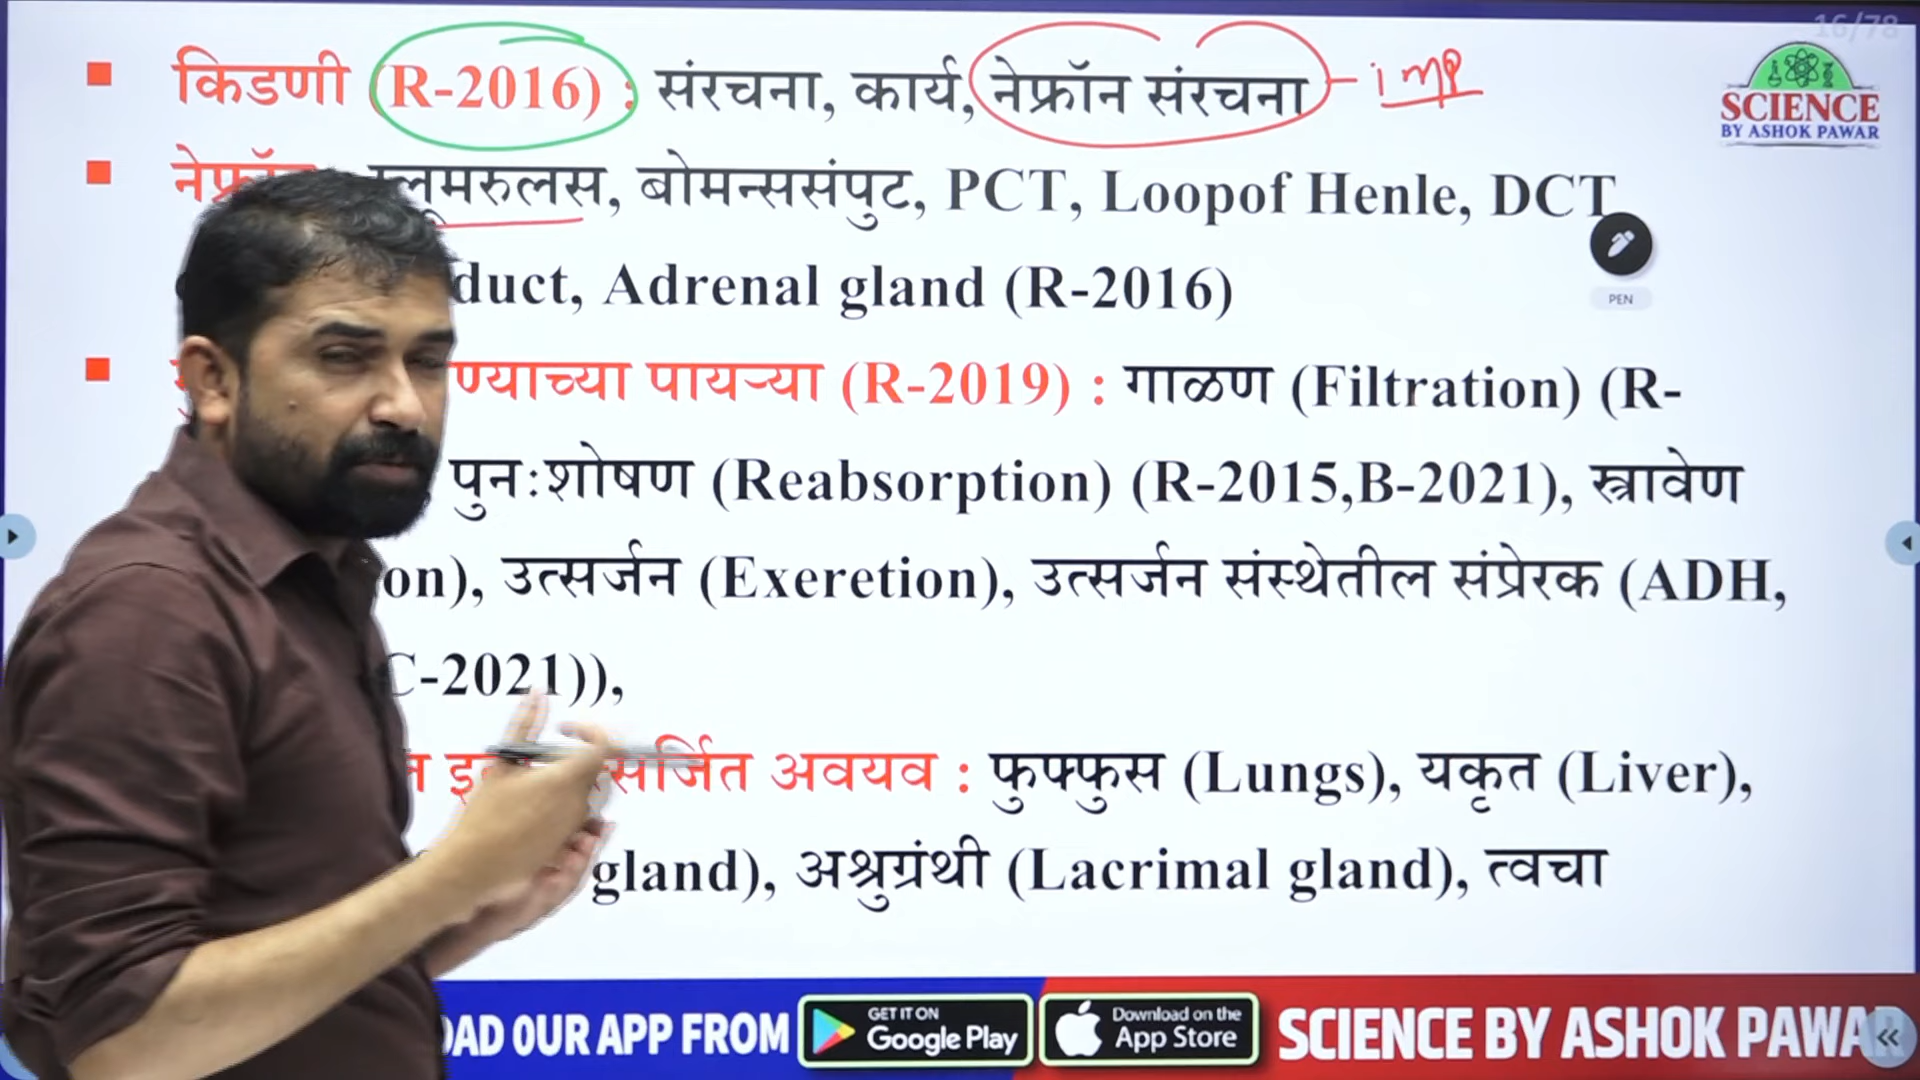 16/78
किडणी (R-2016) : संरचना, कार्य, नेफ्रॉन संरचना - imp
SCIENCE
BY ASHOK PAWAR
ग्लूमरुलस, बोमन्ससंपुट, PCT, Loopof Henle, DCT
PEN
duct, Adrenal gland (R-2016)
पायऱ्या (R-2019) : गाळण (Filtration) (R-
पुनःशोषण (Reabsorption) (R-2015,B-2021), स्त्रावेण
on), उत्सर्जन (Exeretion), उत्सर्जन संस्थेतील संप्रेरक (ADH,
C-2021)),
अवयव : फुफ्फुस (Lungs), यकृत (Liver),
gland), अश्रुग्रंथी (Lacrimal gland), त्वचा
OAD OUR APP FROM
GET IT ON
Google Play
Download on the
App Store
SCIENCE BY ASHOK PAWA